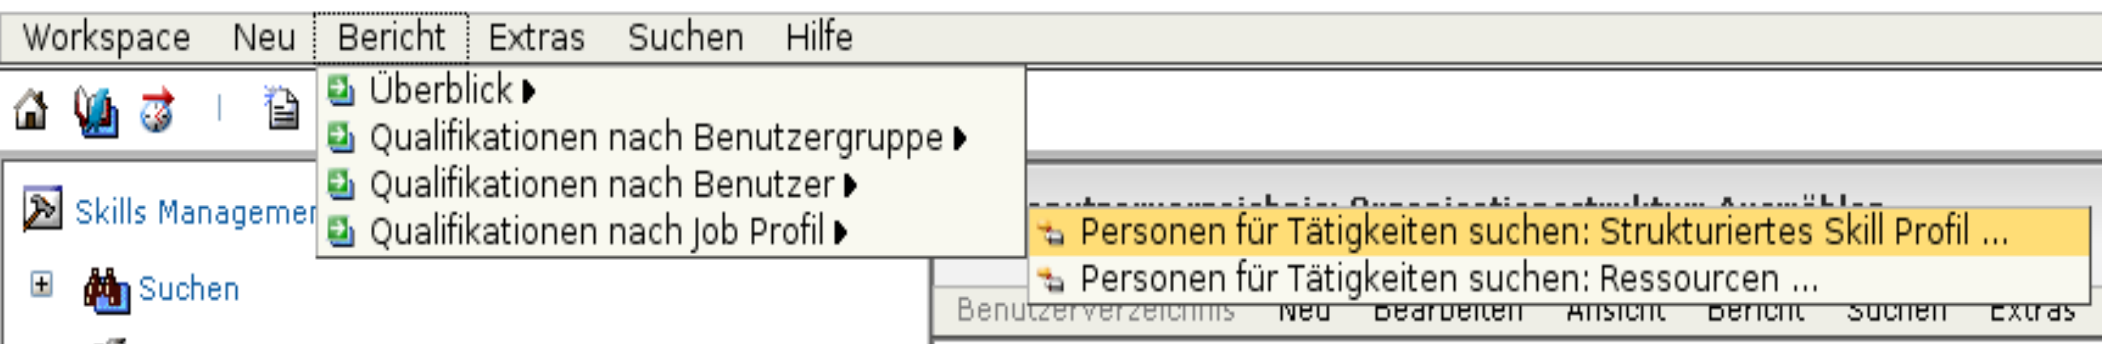 Workspace Neu Bericht Extras Suchen Hilfe
Überblick
Qualifikationen nach Benutzergruppe
Qualifikationen nach Benutzer
Qualifikationen nach Job Profil
Skills Managemen
Suchen
Personen für Tätigkeiten suchen: Strukturiertes Skill Profil ...
Personen für Tätigkeiten suchen: Ressourcen ...
Benutzerverzeichnis Neu Bearbeiten Ansicht Bericht Suchen Extras